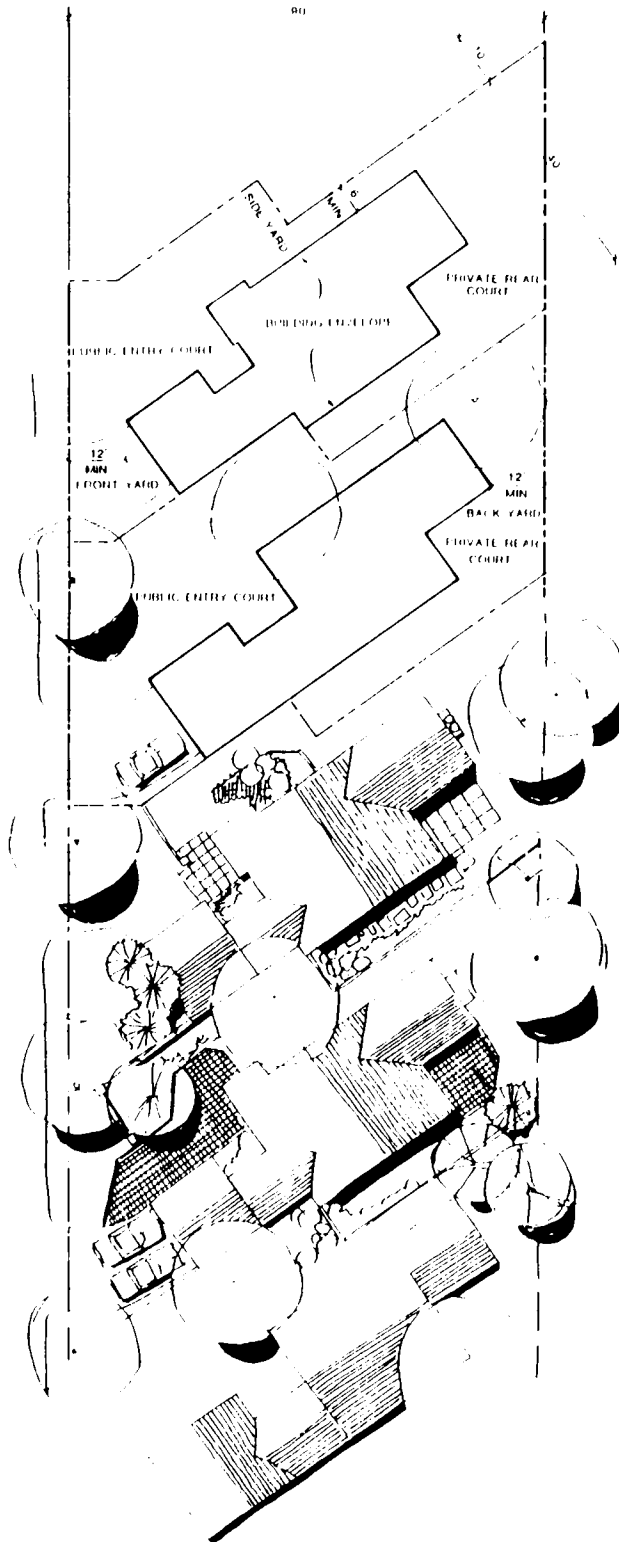 80
SIDE YARD
MIN
PRIVATE REAR
COURT
BUILDING ENVELOPE
PUBLIC ENTRY COURT
12'
MIN
FRONT YARD
12'
MIN
BACK YARD
PRIVATE REAR
COURT
PUBLIC ENTRY COURT